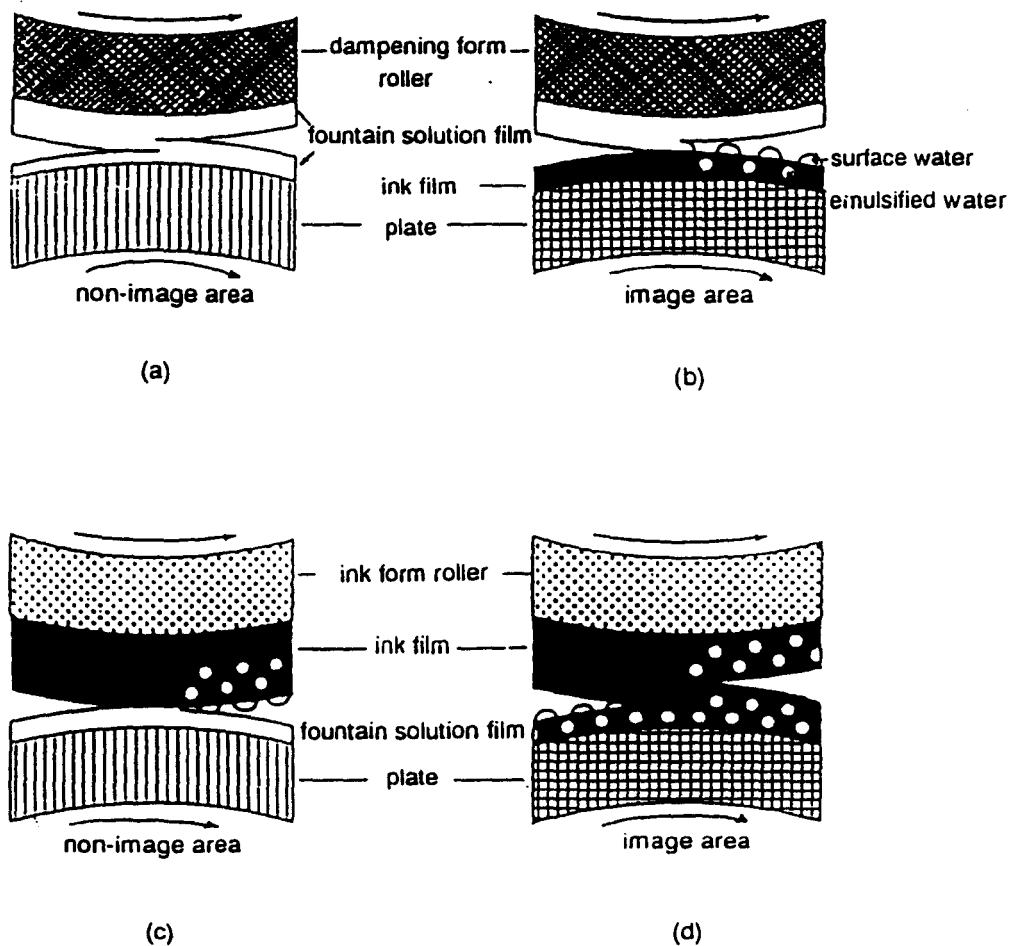 dampening form
roller
fountain solution film
ink film
plate
non-image area
(a)
surface water
emulsified water
image area
(b)
ink form roller
ink film
fountain solution film
plate
non-image area
(c)
image area
(d)